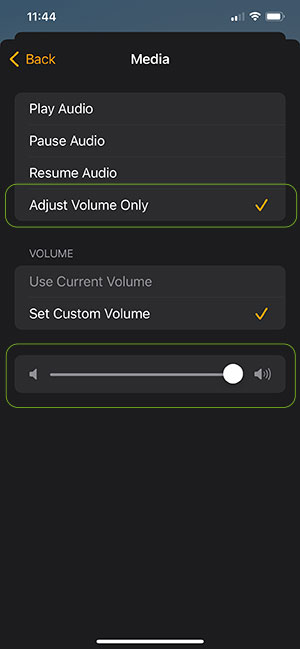 11:44
Back
Media
Play Audio
Pause Audio
Resume Audio
Adjust Volume Only
VOLUME
Use Current Volume
Set Custom Volume